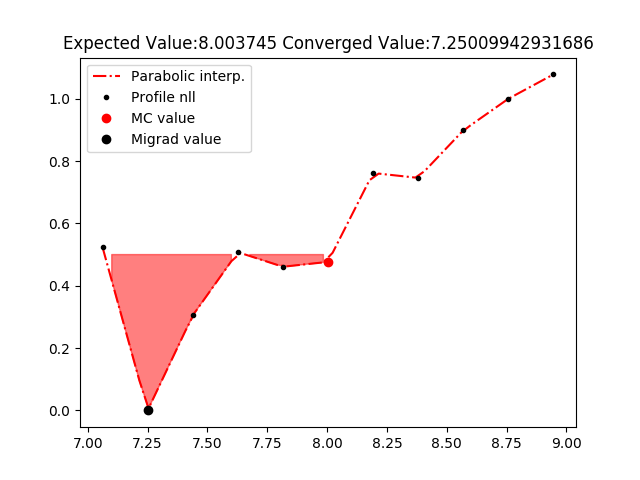 Expected Value:8.003745 Converged Value:7.25009942931686
Parabolic interp.
Profile nll
MC value
Migrad value
1.0
0.8
0.6
0.4
0.2
0.0
7.00 7.25 7.50 7.75 8.00 8.25 8.50 8.75 9.00